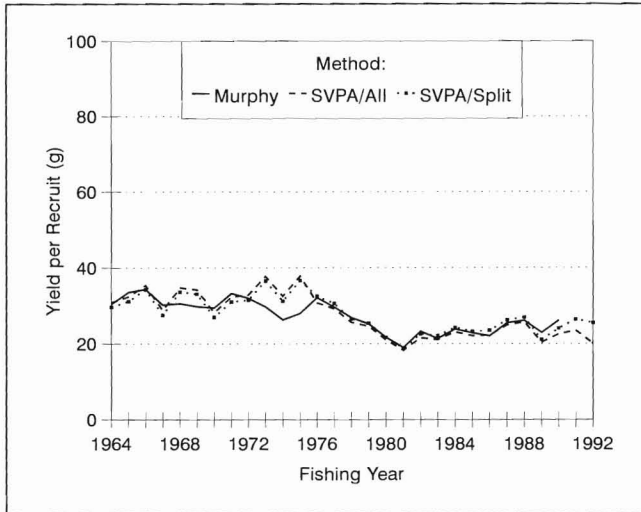 Yield per Recruit (g)
100
80
60
40
20
0
Method:
Murphy SVPA/All SVPA/Split
1964 1968 1972 1976 1980 1984 1988 1992
Fishing Year